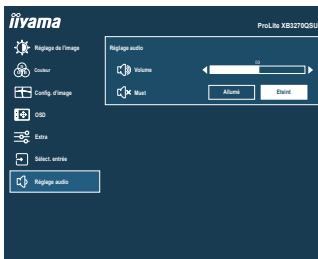 iiyama
ProLite XB3270QSU
Réglage de l'image
Couleur
Config. d'image
OSD
Extra
Sélect. entrée
Réglage audio
Réglage audio
Volume
Muet
Allumé
Eteint